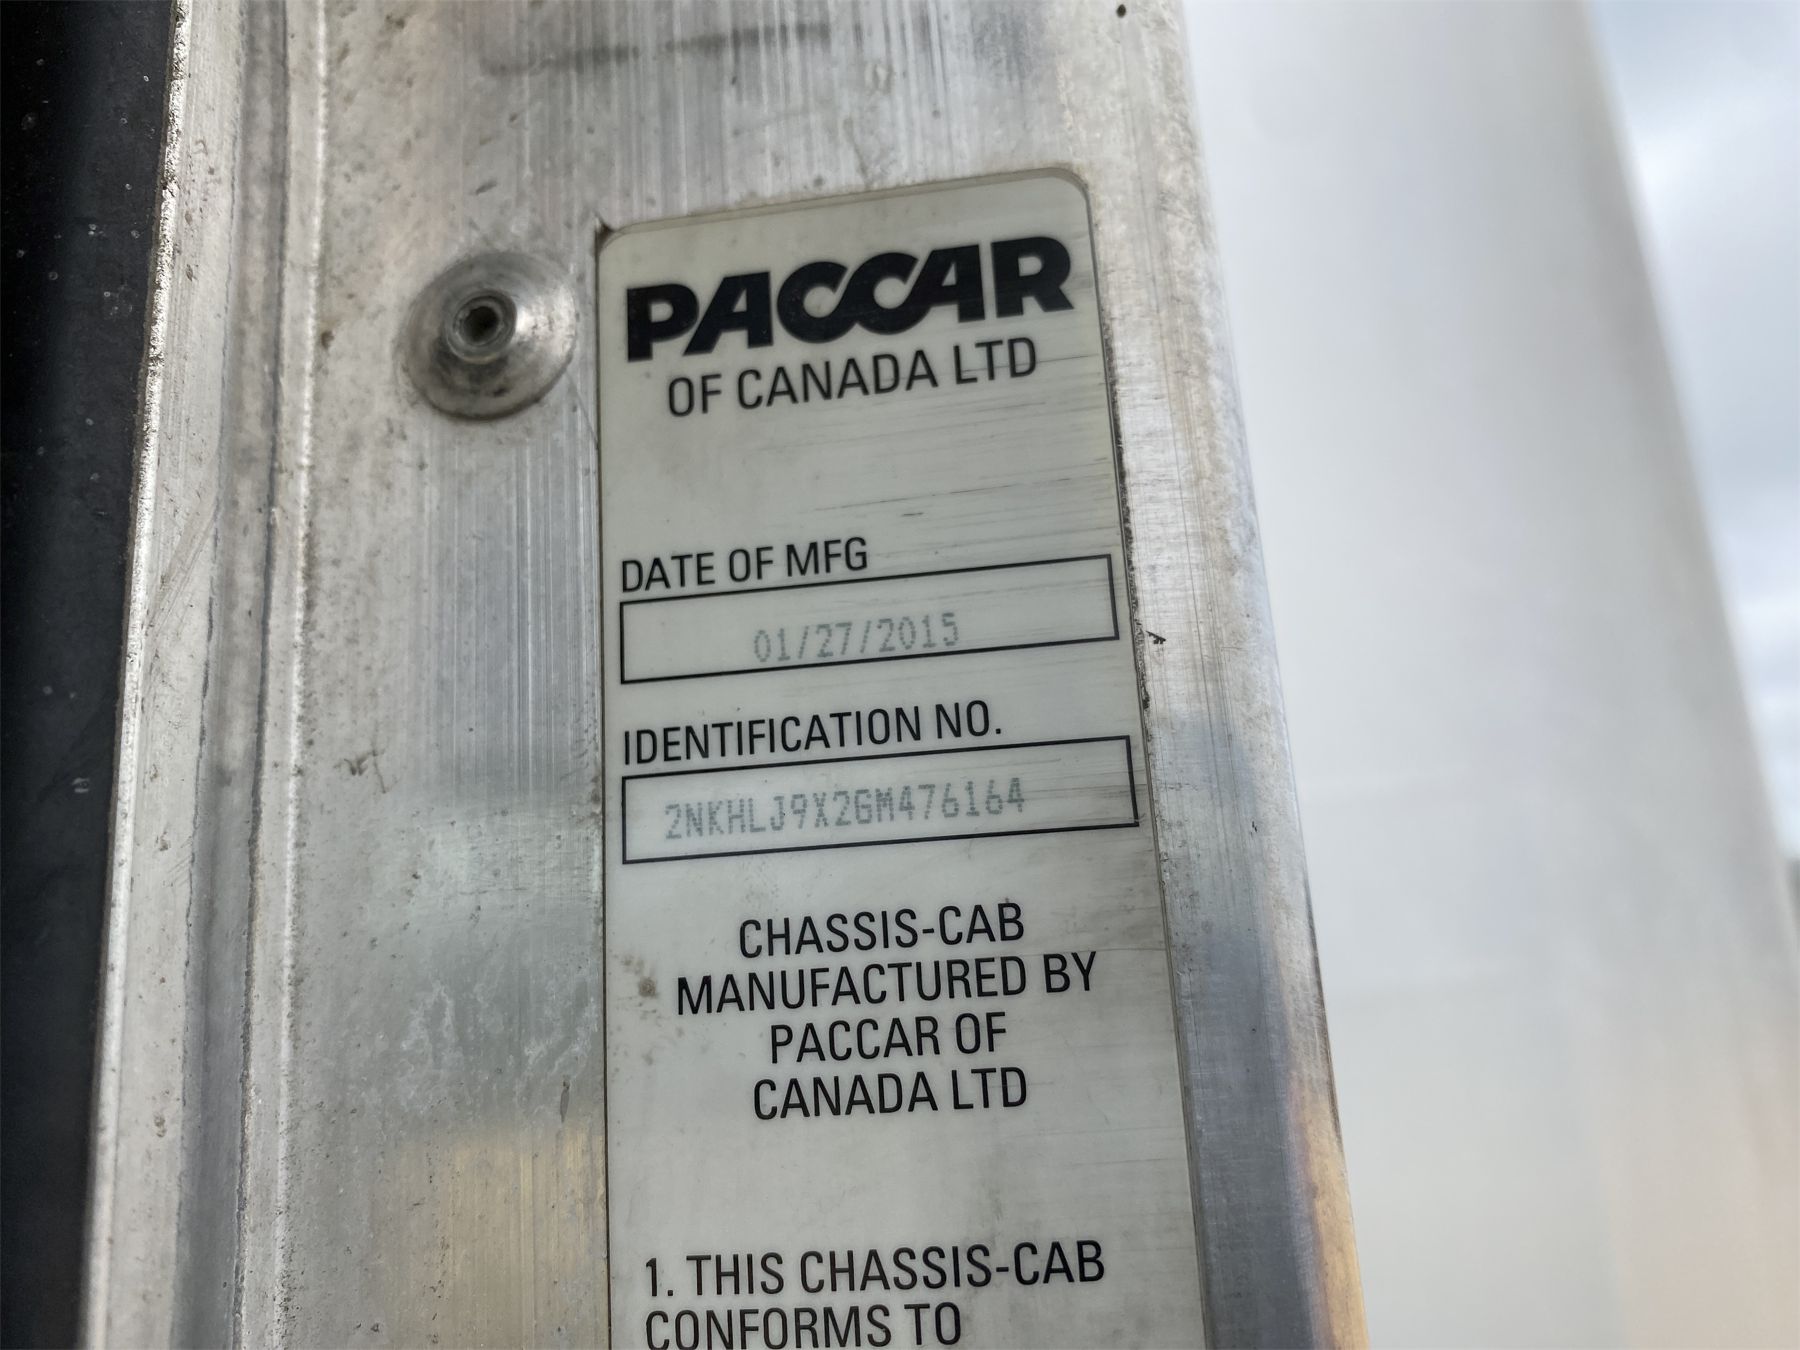 PACCAR
OF CANADA LTD
DATE OF MFG
01/27/2015
IDENTIFICATION NO.
2NKHLJ9X2GM476164
CHASSIS-CAB
MANUFACTURED BY
PACCAR OF
CANADA LTD
1. THIS CHASSIS-CAB
CONFORMS TO